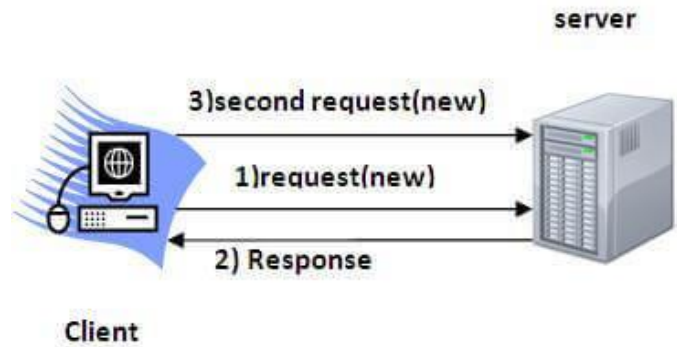 server
3)second request(new)
1)request(new)
2) Response
Client